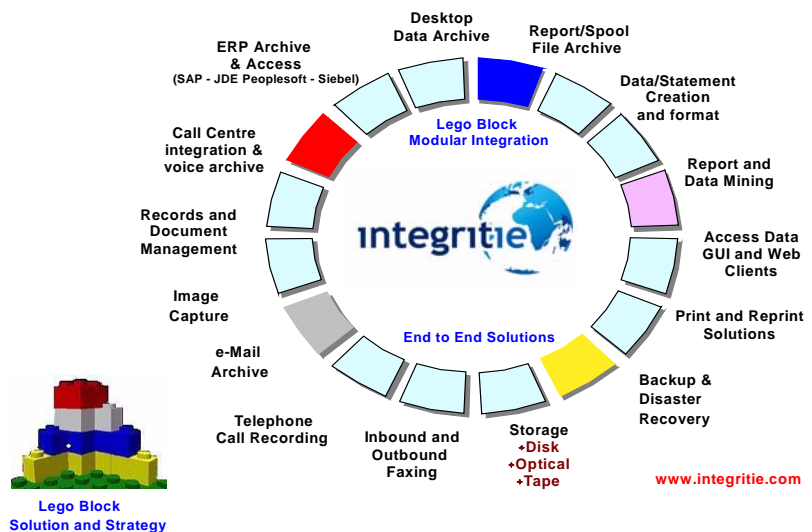 Desktop
Data Archive
Report/Spool
File Archive
ERP Archive
& Access
(SAP - JDE Peoplesoft - Siebel)
Data/Statement
Creation
and format
Lego Block
Modular Integration
Call Centre
integration &
voice archive
Report and
Data Mining
Records and
Document
Management
integritie
Access Data
GUI and Web
Clients
Image
Capture
Print and Reprint
Solutions
End to End Solutions
e-Mail
Archive
Backup &
Disaster
Recovery
Telephone
Call Recording
Inbound and
Outbound
Faxing
Storage
+Disk
+Optical
+Tape
www.integritie.com
Lego Block
Solution and Strategy